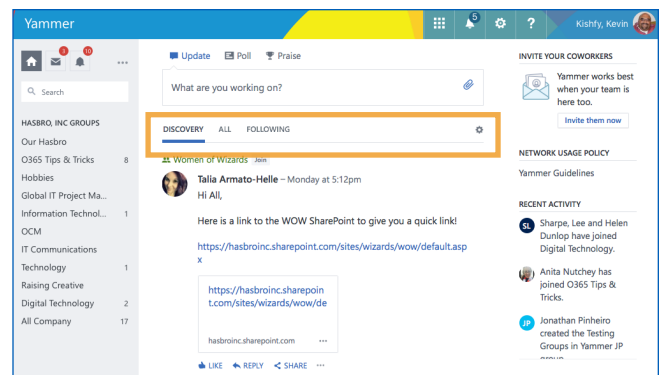 Yammer
5
?
Kishfy, Kevin
3
10
Search
HASBRO, INC GROUPS
Our Hasbro
O365 Tips & Tricks 8
Hobbies
Global IT Project Ma...
Information Technol... 1
OCM
IT Communications
Technology 1
Raising Creative
Digital Technology 2
All Company 17
Update Poll Praise
What are you working on?
DISCOVERY ALL FOLLOWING
Women of Wizards Join
Talia Armato-Helle – Monday at 5:12pm
Hi All,
Here is a link to the WOW SharePoint to give you a quick link!
https://hasbroinc.sharepoint.com/sites/wizards/wow/default.asp
x
https://hasbroinc.sharepoin
t.com/sites/wizards/wow/de
hasbroinc.sharepoint.com ...
LIKE REPLY SHARE ...
INVITE YOUR COWORKERS
Yammer works best
when your team is
here too.
Invite them now
NETWORK USAGE POLICY
Yammer Guidelines
RECENT ACTIVITY
SL
Sharpe, Lee and Helen
Dunlop have joined
Digital Technology.
Anita Nutchey has
joined O365 Tips &
Tricks.
JP
Jonathan Pinheiro
created the Testing
Groups in Yammer JP
group